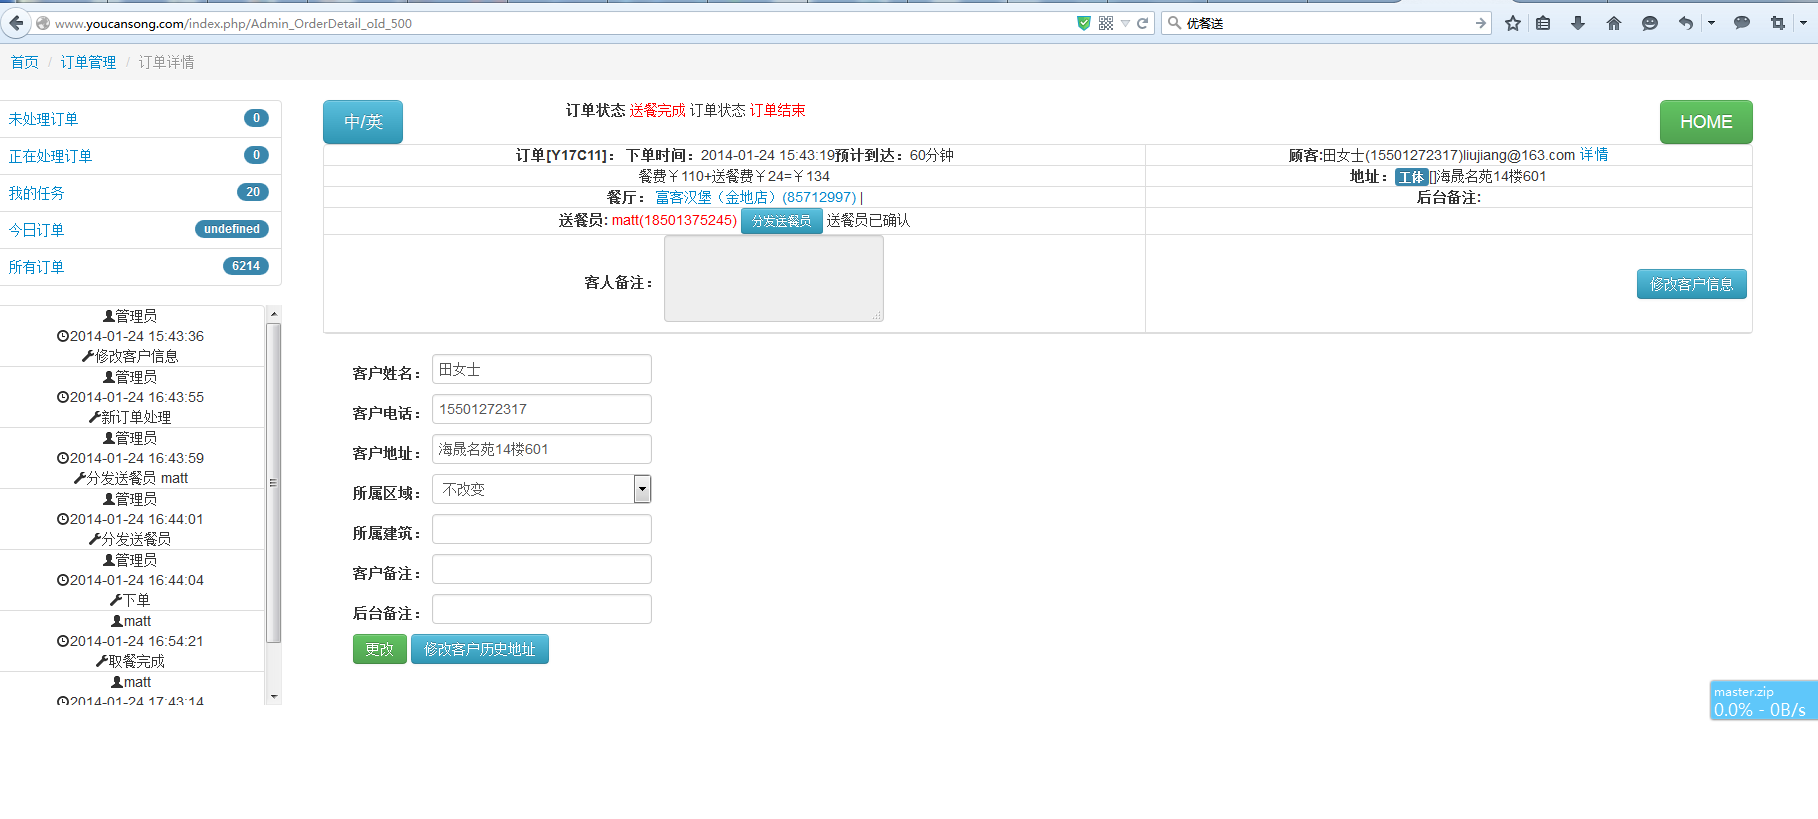 www.youcansong.com/index.php/Admin_OrderDetail_oId_500
优餐送
首页 / 订单管理 / 订单详情
未处理订单 0
正在处理订单 0
我的任务 20
今日订单 undefined
所有订单 6214
管理员
2014-01-24 15:43:36
修改客户信息
管理员
2014-01-24 16:43:55
新订单处理
管理员
2014-01-24 16:43:59
分发送餐员 matt
管理员
2014-01-24 16:44:01
分发送餐员
管理员
2014-01-24 16:44:04
下单
matt
2014-01-24 16:54:21
取餐完成
matt
2014-01-24 17:43:14
中/英
订单状态 送餐完成 订单状态 订单结束
HOME
订单[Y17C11]： 下单时间：2014-01-24 15:43:19预计到达：60分钟
顾客:田女士(15501272317)liujiang@163.com 详情
餐费￥110+送餐费￥24=￥134
地址： 工体[]海晟名苑14楼601
餐厅： 富客汉堡（金地店）(85712997) |
后台备注:
送餐员: matt(18501375245) 分发送餐员 送餐员已确认
客人备注：
修改客户信息
客户姓名： 田女士
客户电话： 15501272317
客户地址： 海晟名苑14楼601
所属区域： 不改变
所属建筑：
客户备注：
后台备注：
更改 修改客户历史地址
master.zip
0.0% - 0B/s